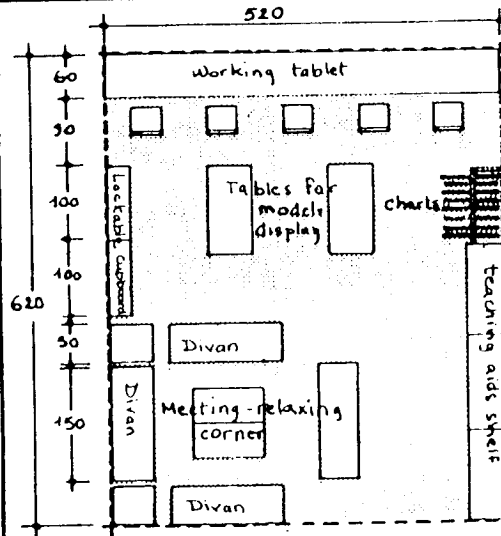 520
60
Working tablet
90
100
Lockable cupboard
Tables for
models
display
charts
100
620
50
Divan
teaching aids shelf
150
Divan
Meeting-relaxing
corner
Divan